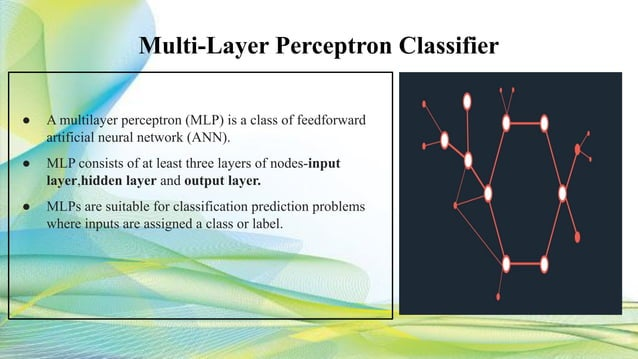 Multi-Layer Perceptron Classifier
● A multilayer perceptron (MLP) is a class of feedforward
artificial neural network (ANN).
● MLP consists of at least three layers of nodes-input
layer,hidden layer and output layer.
● MLPs are suitable for classification prediction problems
where inputs are assigned a class or label.